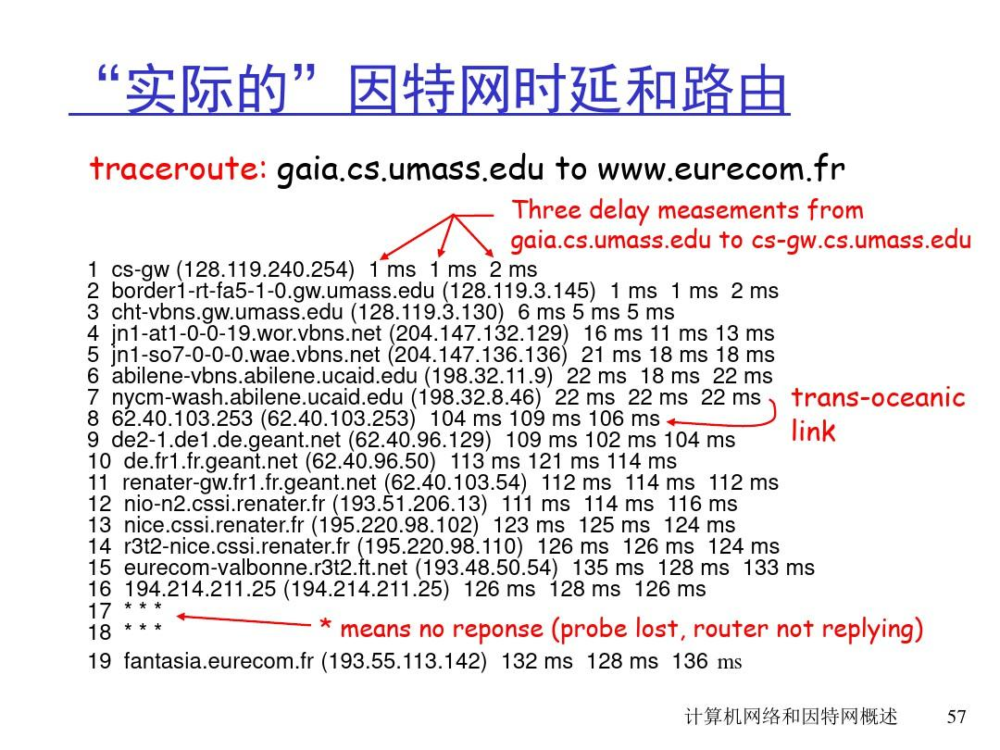 “实际的”因特网时延和路由
traceroute: gaia.cs.umass.edu to www.eurecom.fr
Three delay measements from
gaia.cs.umass.edu to cs-gw.cs.umass.edu
1 cs-gw (128.119.240.254) 1 ms 1 ms 2 ms
2 border1-rt-fa5-1-0.gw.umass.edu (128.119.3.145) 1 ms 1 ms 2 ms
3 cht-vbns.gw.umass.edu (128.119.3.130) 6 ms 5 ms 5 ms
4 jn1-at1-0-0-19.wor.vbns.net (204.147.132.129) 16 ms 11 ms 13 ms
5 jn1-so7-0-0-0.wae.vbns.net (204.147.136.136) 21 ms 18 ms 18 ms
6 abilene-vbns.abilene.ucaid.edu (198.32.11.9) 22 ms 18 ms 22 ms
7 nycm-wash.abilene.ucaid.edu (198.32.8.46) 22 ms 22 ms 22 ms
trans-oceanic
link
8 62.40.103.253 (62.40.103.253) 104 ms 109 ms 106 ms
9 de2-1.de1.de.geant.net (62.40.96.129) 109 ms 102 ms 104 ms
10 de.fr1.fr.geant.net (62.40.96.50) 113 ms 121 ms 114 ms
11 renater-gw.fr1.fr.geant.net (62.40.103.54) 112 ms 114 ms 112 ms
12 nio-n2.cssi.renater.fr (193.51.206.13) 111 ms 114 ms 116 ms
13 nice.cssi.renater.fr (195.220.98.102) 123 ms 125 ms 124 ms
14 r3t2-nice.cssi.renater.fr (195.220.98.110) 126 ms 126 ms 124 ms
15 eurecom-valbonne.r3t2.ft.net (193.48.50.54) 135 ms 128 ms 133 ms
16 194.214.211.25 (194.214.211.25) 126 ms 128 ms 126 ms
17 * * *
18 * * *
* means no reponse (probe lost, router not replying)
19 fantasia.eurecom.fr (193.55.113.142) 132 ms 128 ms 136 ms
计算机网络和因特网概述 57